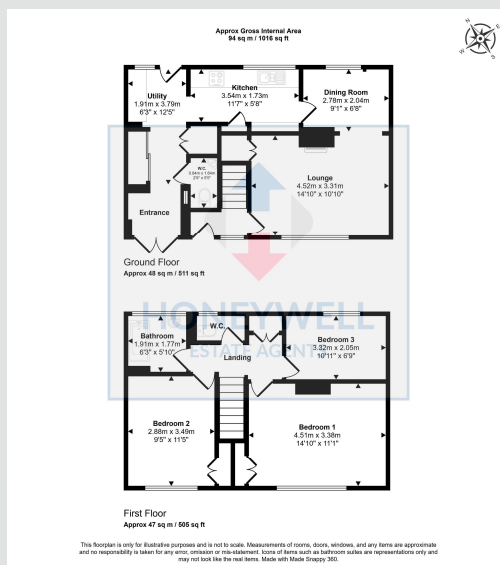 Approx Gross Internal Area
94 sq m / 1016 sq ft
N
E
W
S
Utility
1.91m x 3.79m
6'3" x 12'5"
Kitchen
3.54m x 1.73m
11'7" x 5'8"
Dining Room
2.78m x 2.04m
9'1" x 6'8"
W.C.
Lounge
4.52m x 3.31m
14'10" x 10'10"
Entrance
Ground Floor
Approx 48 sq m / 511 sq ft
HONEYWELL
ESTATE AGENT
Bathroom
1.91m x 1.77m
6'3" x 5'10"
W.C.
Landing
Bedroom 3
3.32m x 2.05m
10'11" x 6'9"
Bedroom 2
2.88m x 3.49m
9'5" x 11'5"
Bedroom 1
4.51m x 3.38m
14'10" x 11'1"
First Floor
Approx 47 sq m / 505 sq ft
This floorplan is only for illustrative purposes and is not to scale. Measurements of rooms, doors, windows, and any items are approximate
and no responsibility is taken for any error, omission or mis-statement. Icons of items such as bathroom suites are representations only and
may not look like the real items. Made with Made Snappy 360.